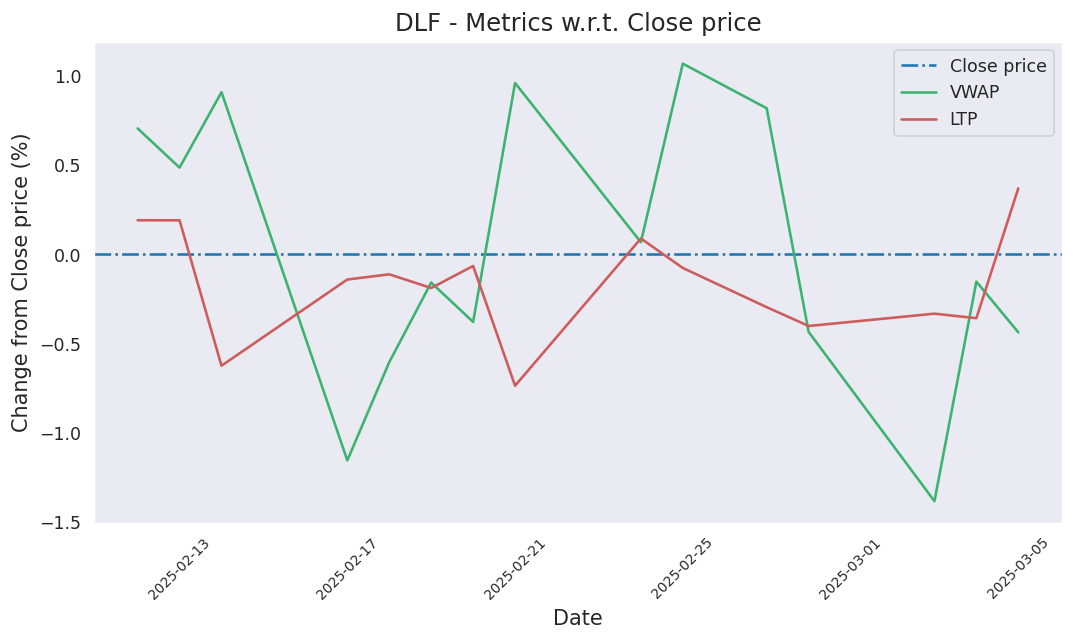 DLF - Metrics w.r.t. Close price
Close price
VWAP
LTP
Change from Close price (%)
1.0
0.5
0.0
−0.5
−1.0
−1.5
2025-02-13
2025-02-17
2025-02-21
2025-02-25
2025-03-01
2025-03-05
Date